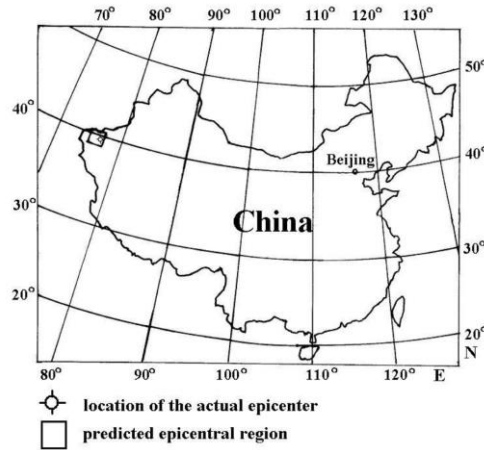 70° 80° 90° 100° 110° 120° 130°
50°
40°
40°
Beijing
China
30°
30°
20°
20°
N
80° 90° 100° 110° 120° E
location of the actual epicenter
predicted epicentral region